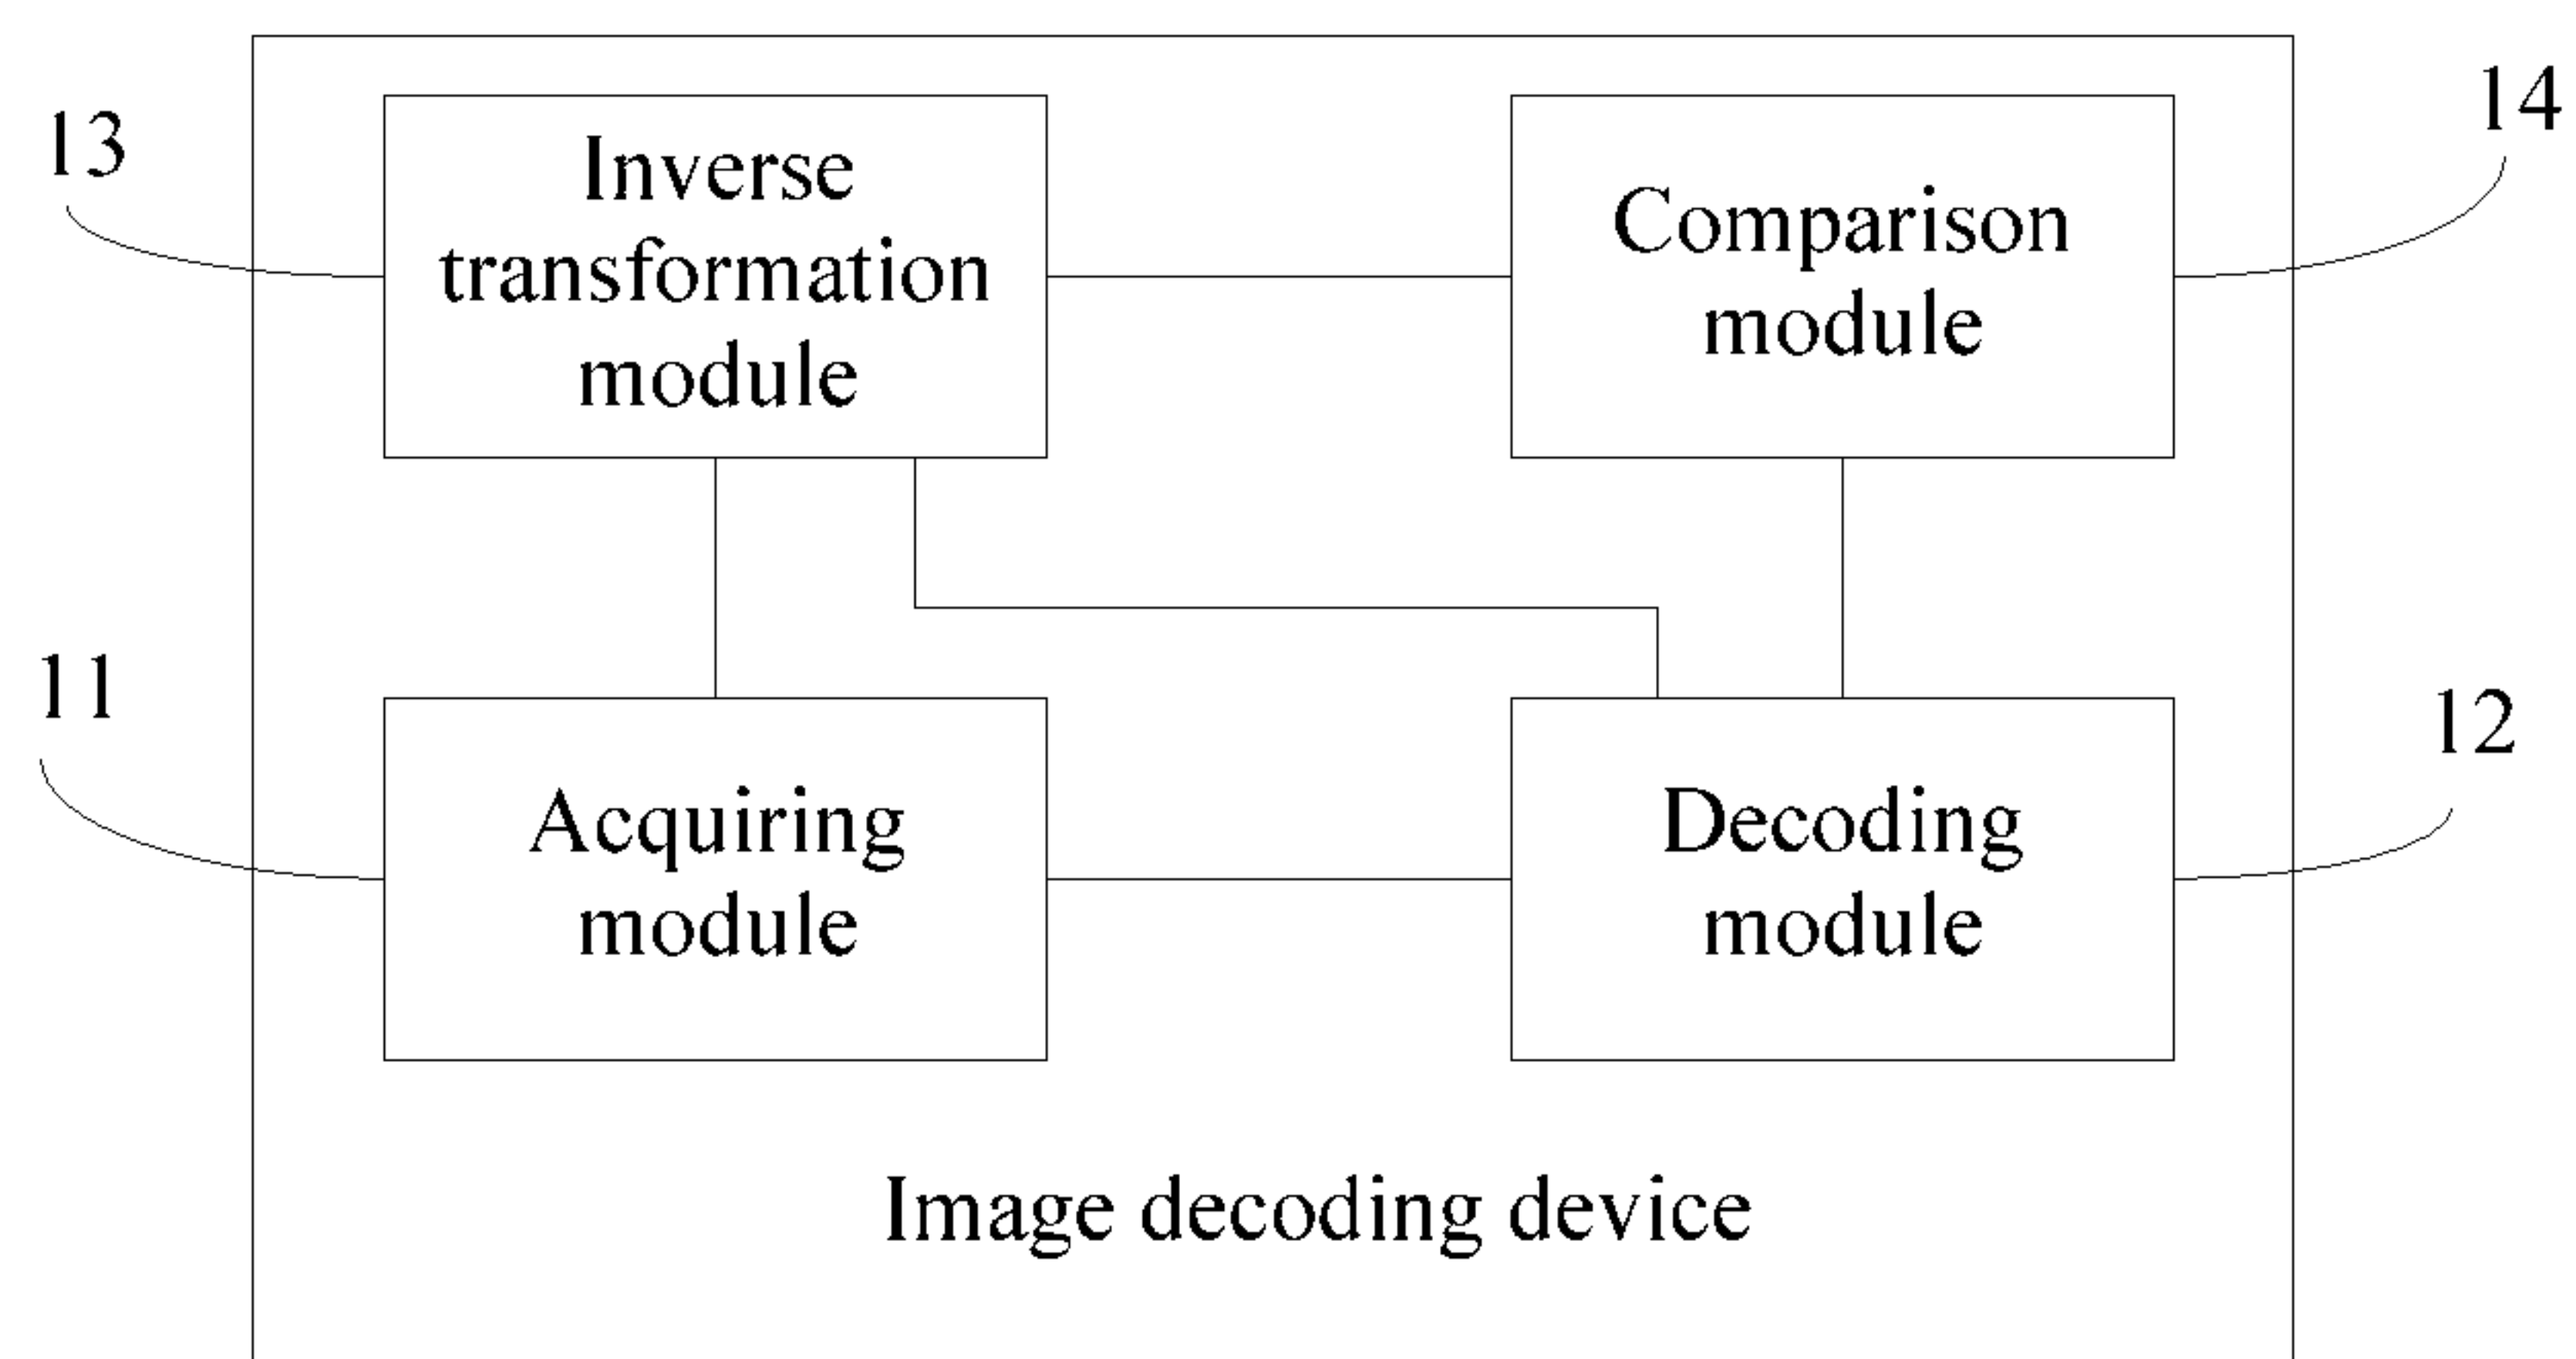 13
Inverse
transformation
module
Comparison
module
14
11
Acquiring
module
Decoding
module
12
Image decoding device